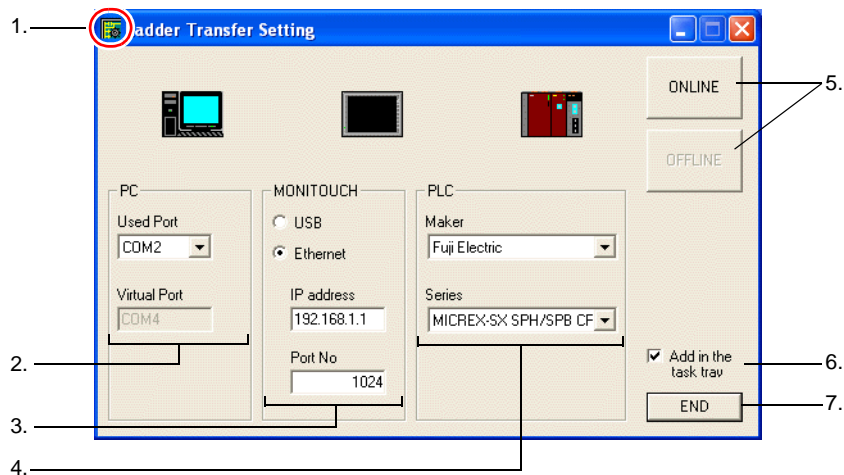 1.
adder Transfer Setting
ONLINE
5.
OFFLINE
PC
Used Port
COM2
Virtual Port
COM4
2.
MONITOUCH
USB
Ethernet
IP address
192.168.1.1
Port No
1024
3.
PLC
Maker
Fuji Electric
Series
MICREX-SX SPH/SPB CF
4.
Add in the
task tray
6.
END
7.